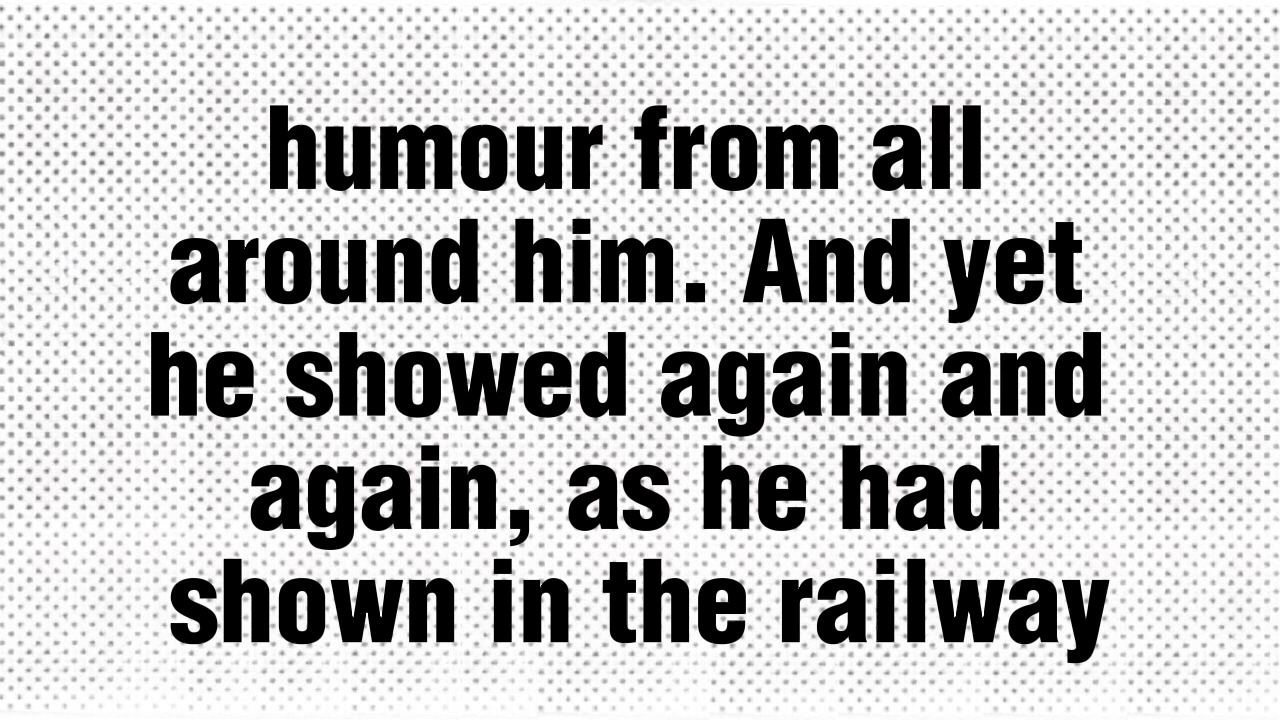 humour from all
around him. And yet
he showed again and
again, as he had
shown in the railway